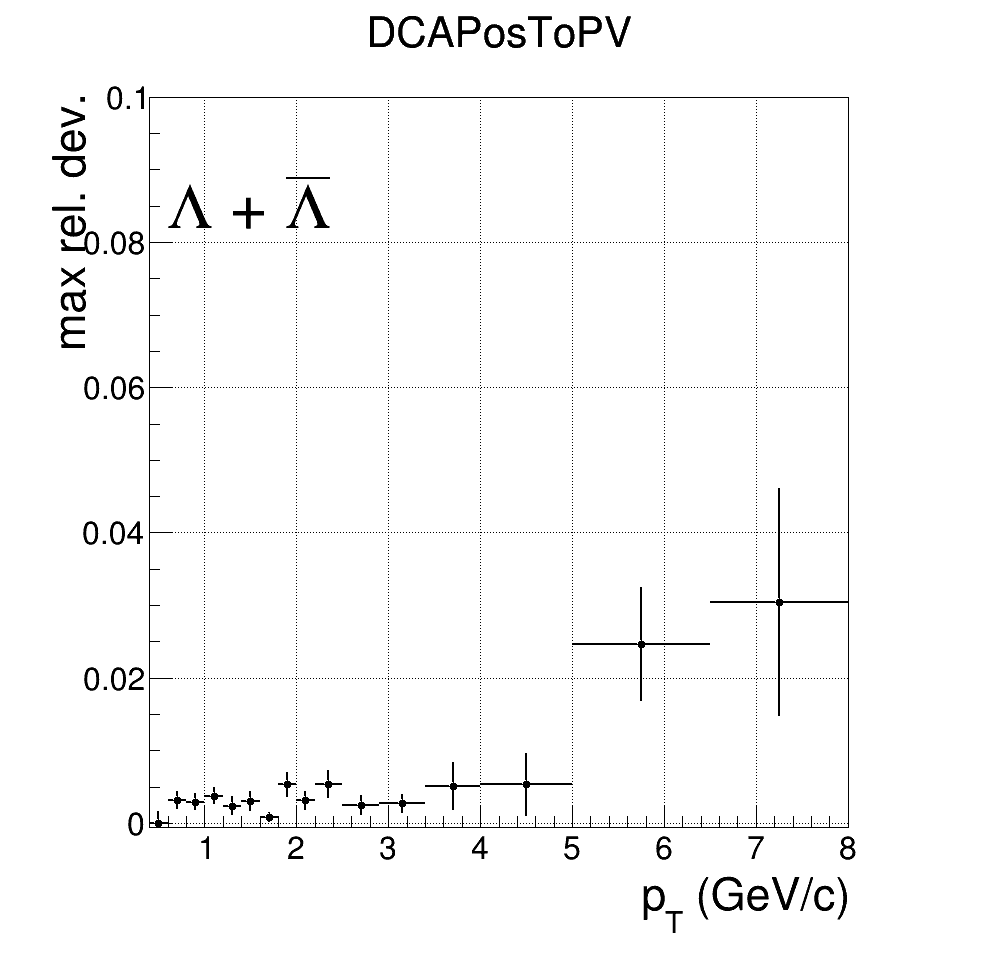 DCAPosToPV
max rel. dev.
0.1
Λ + Λ̅
0.08
0.06
0.04
0.02
0
1 2 3 4 5 6 7 8
p_T (GeV/c)